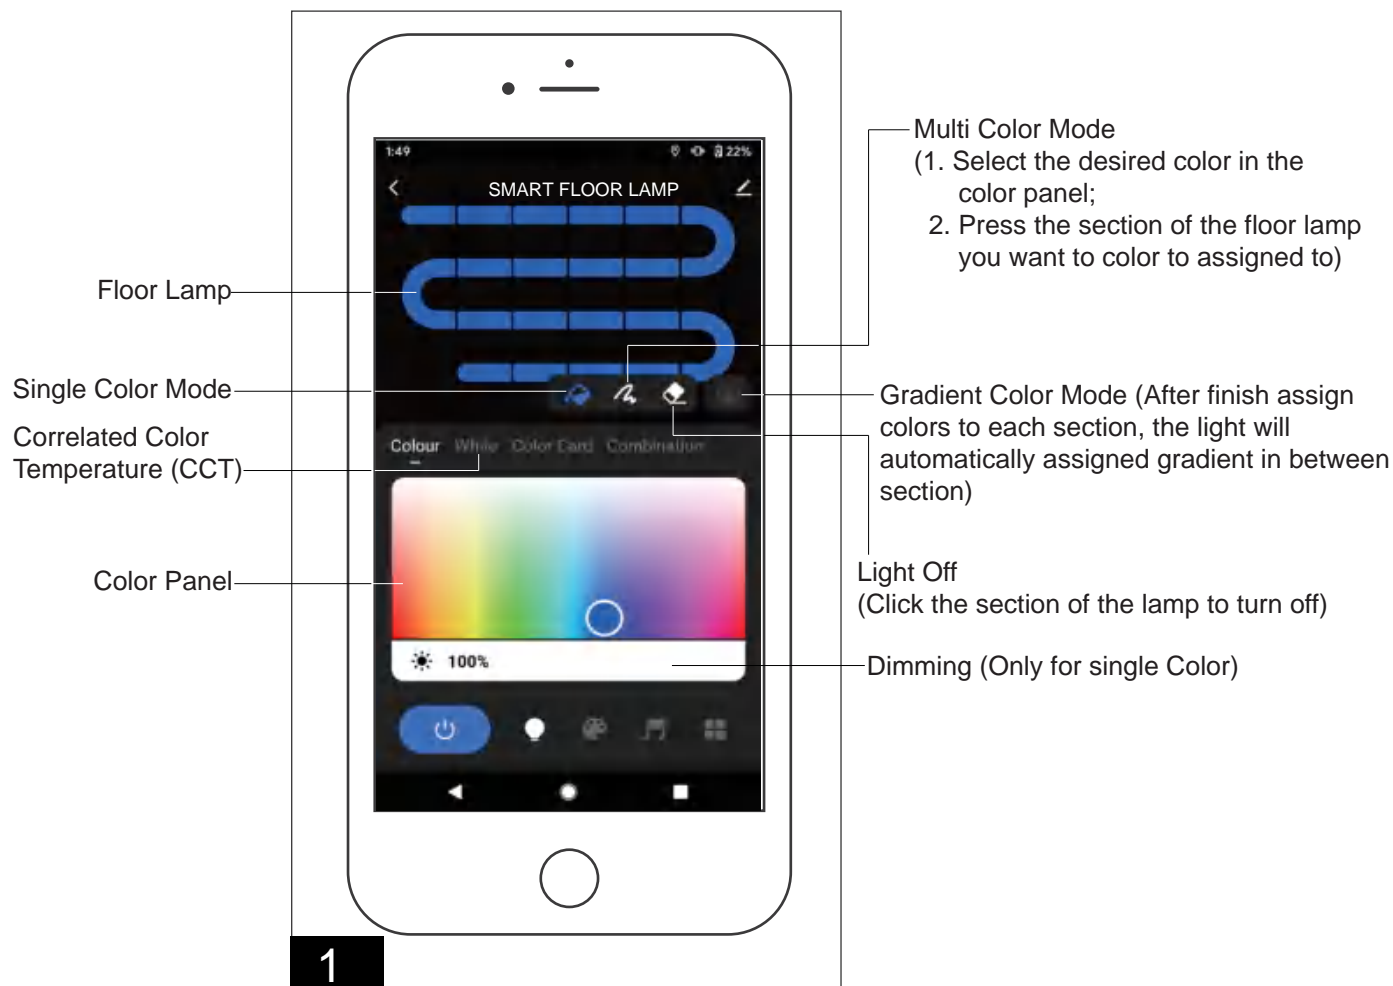 1:49
22%
SMART FLOOR LAMP
Multi Color Mode
(1. Select the desired color in the
color panel;
2. Press the section of the floor lamp
you want to color to assigned to)
Floor Lamp
Single Color Mode
Correlated Color
Temperature (CCT)
Gradient Color Mode (After finish assign
colors to each section, the light will
automatically assigned gradient in between
section)
Colour White Color Card Combination
Color Panel
Light Off
(Click the section of the lamp to turn off)
100%
Dimming (Only for single Color)
1